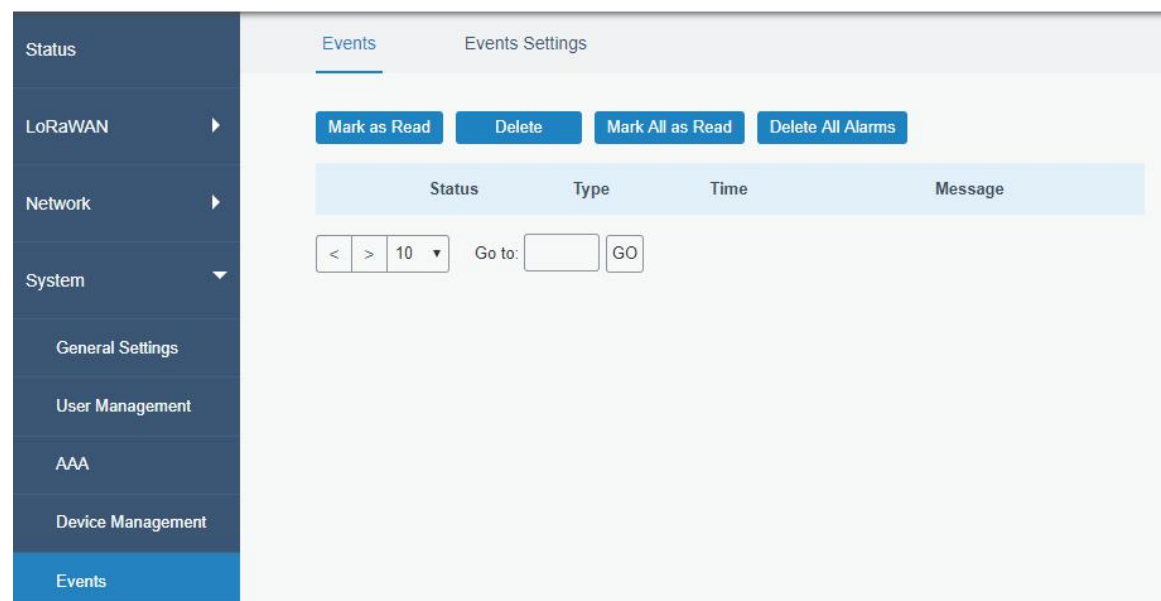 Status
LoRaWAN
Network
System
General Settings
User Management
AAA
Device Management
Events
Events Events Settings
Mark as Read Delete Mark All as Read Delete All Alarms
Status Type Time Message
< > 10 Go to: GO